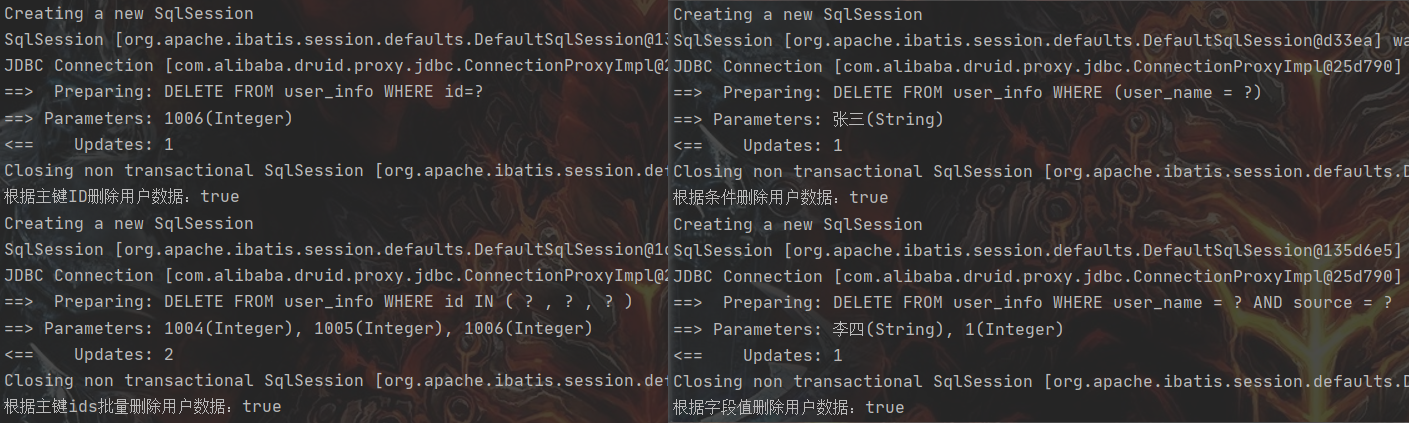 Creating a new SqlSession
SqlSession [org.apache.ibatis.session.defaults.DefaultSqlSession@13
JDBC Connection [com.alibaba.druid.proxy.jdbc.ConnectionProxyImpl@2
==>  Preparing: DELETE FROM user_info WHERE id=?
==> Parameters: 1006(Integer)
<==    Updates: 1
Closing non transactional SqlSession [org.apache.ibatis.session.def
根据主键ID删除用户数据：true
Creating a new SqlSession
SqlSession [org.apache.ibatis.session.defaults.DefaultSqlSession@1d
JDBC Connection [com.alibaba.druid.proxy.jdbc.ConnectionProxyImpl@2
==>  Preparing: DELETE FROM user_info WHERE id IN ( ? , ? , ? )
==> Parameters: 1004(Integer), 1005(Integer), 1006(Integer)
<==    Updates: 2
Closing non transactional SqlSession [org.apache.ibatis.session.def
根据主键ids批量删除用户数据：true
Creating a new SqlSession
SqlSession [org.apache.ibatis.session.defaults.DefaultSqlSession@d33ea] wa
JDBC Connection [com.alibaba.druid.proxy.jdbc.ConnectionProxyImpl@25d790]
==>  Preparing: DELETE FROM user_info WHERE (user_name = ?)
==> Parameters: 张三(String)
<==    Updates: 1
Closing non transactional SqlSession [org.apache.ibatis.session.defaults.D
根据条件删除用户数据：true
Creating a new SqlSession
SqlSession [org.apache.ibatis.session.defaults.DefaultSqlSession@135d6e5]
JDBC Connection [com.alibaba.druid.proxy.jdbc.ConnectionProxyImpl@25d790]
==>  Preparing: DELETE FROM user_info WHERE user_name = ? AND source = ?
==> Parameters: 李四(String), 1(Integer)
<==    Updates: 1
Closing non transactional SqlSession [org.apache.ibatis.session.defaults.D
根据字段值删除用户数据：true